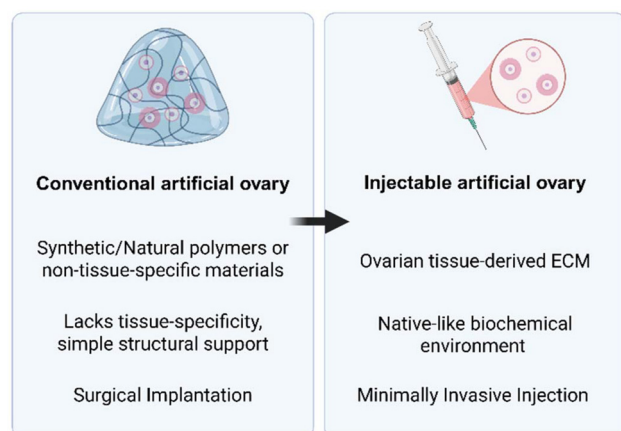 Conventional artificial ovary
Synthetic/Natural polymers or
non-tissue-specific materials
Lacks tissue-specificity,
simple structural support
Surgical Implantation
Injectable artificial ovary
Ovarian tissue-derived ECM
Native-like biochemical
environment
Minimally Invasive Injection